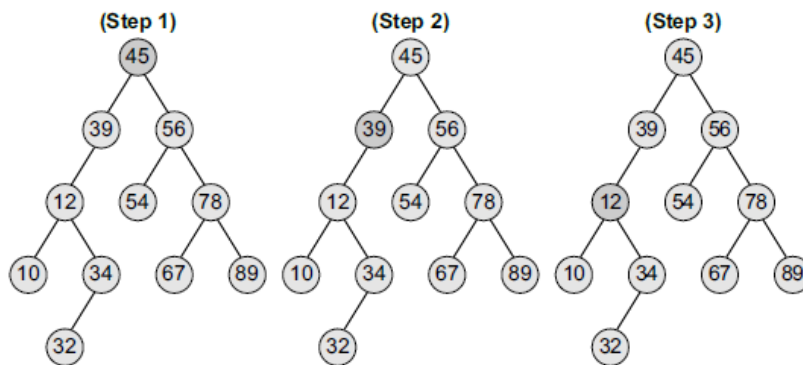 (Step 1) (Step 2) (Step 3)
45 45 45
39 56 39 56 39 56
12 54 78 12 54 78 12 54 78
10 34 67 89 10 34 67 89 10 34 67 89
32 32 32